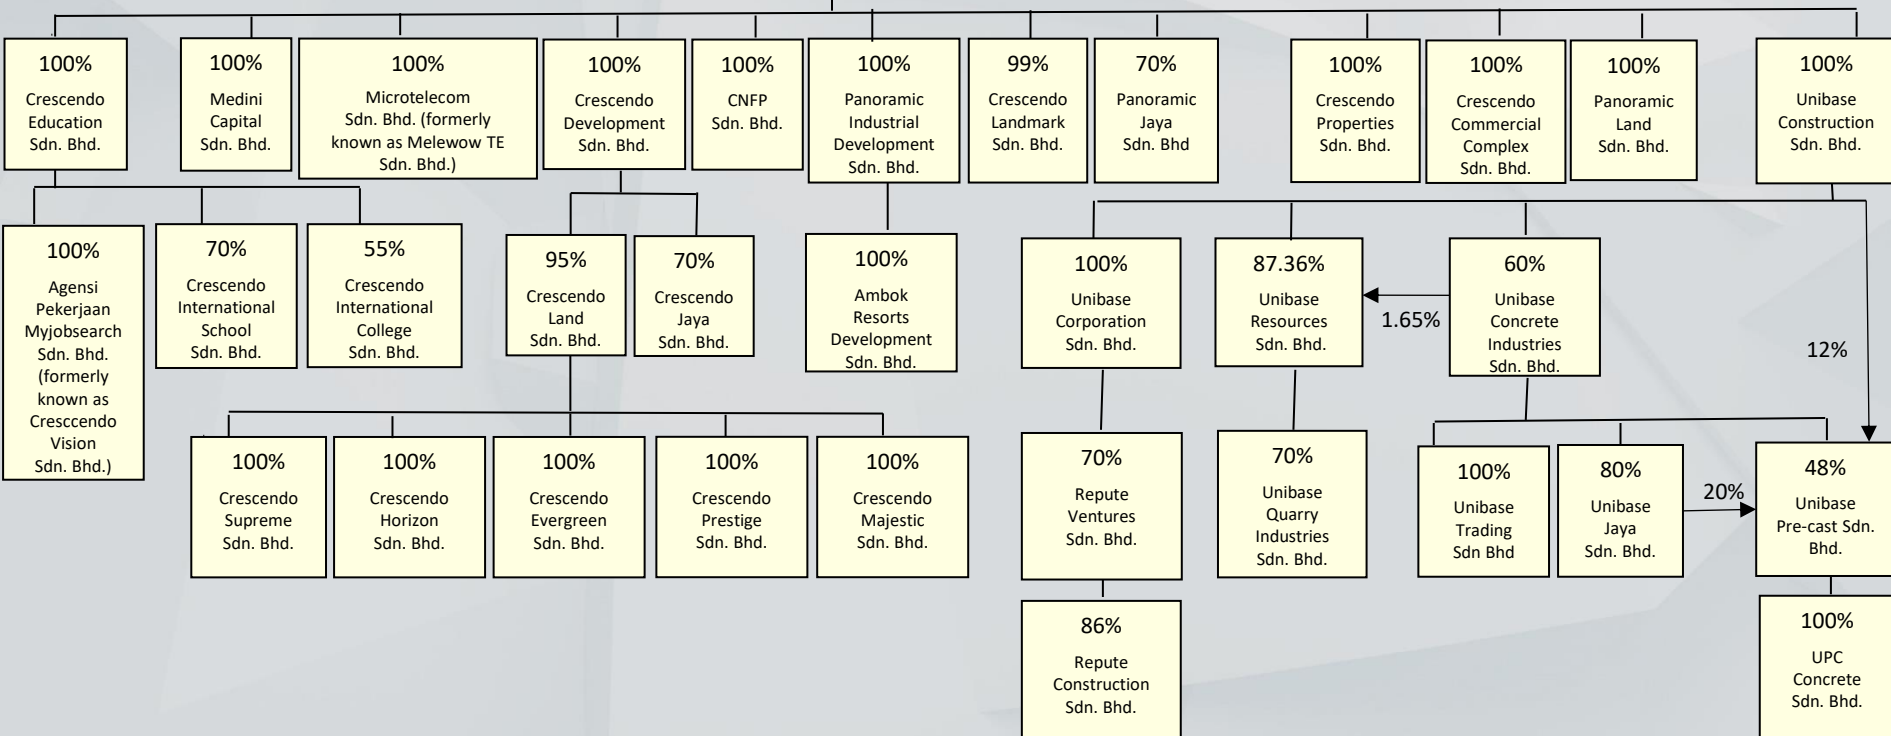 100%
Crescendo
Education
Sdn. Bhd.
100%
Medini
Capital
Sdn. Bhd.
100%
Microtelecom
Sdn. Bhd. (formerly
known as Melewow TE
Sdn. Bhd.)
100%
Crescendo
Development
Sdn. Bhd.
100%
CNFP
Sdn. Bhd.
100%
Panoramic
Industrial
Development
Sdn. Bhd.
99%
Crescendo
Landmark
Sdn. Bhd.
70%
Panoramic
Jaya
Sdn. Bhd
100%
Crescendo
Properties
Sdn. Bhd.
100%
Crescendo
Commercial
Complex
Sdn. Bhd.
100%
Panoramic
Land
Sdn. Bhd.
100%
Unibase
Construction
Sdn. Bhd.
100%
Agensi
Pekerjaan
Myjobsearch
Sdn. Bhd.
(formerly
known as
Cresccendo
Vision
Sdn. Bhd.)
70%
Crescendo
International
School
Sdn. Bhd.
55%
Crescendo
International
College
Sdn. Bhd.
95%
Crescendo
Land
Sdn. Bhd.
70%
Crescendo
Jaya
Sdn. Bhd.
100%
Ambok
Resorts
Development
Sdn. Bhd.
100%
Unibase
Corporation
Sdn. Bhd.
87.36%
Unibase
Resources
Sdn. Bhd.
1.65%
60%
Unibase
Concrete
Industries
Sdn. Bhd.
12%
100%
Crescendo
Supreme
Sdn. Bhd.
100%
Crescendo
Horizon
Sdn. Bhd.
100%
Crescendo
Evergreen
Sdn. Bhd.
100%
Crescendo
Prestige
Sdn. Bhd.
100%
Crescendo
Majestic
Sdn. Bhd.
70%
Repute
Ventures
Sdn. Bhd.
70%
Unibase
Quarry
Industries
Sdn. Bhd.
100%
Unibase
Trading
Sdn Bhd
80%
Unibase
Jaya
Sdn. Bhd.
20%
48%
Unibase
Pre-cast Sdn.
Bhd.
86%
Repute
Construction
Sdn. Bhd.
100%
UPC
Concrete
Sdn. Bhd.